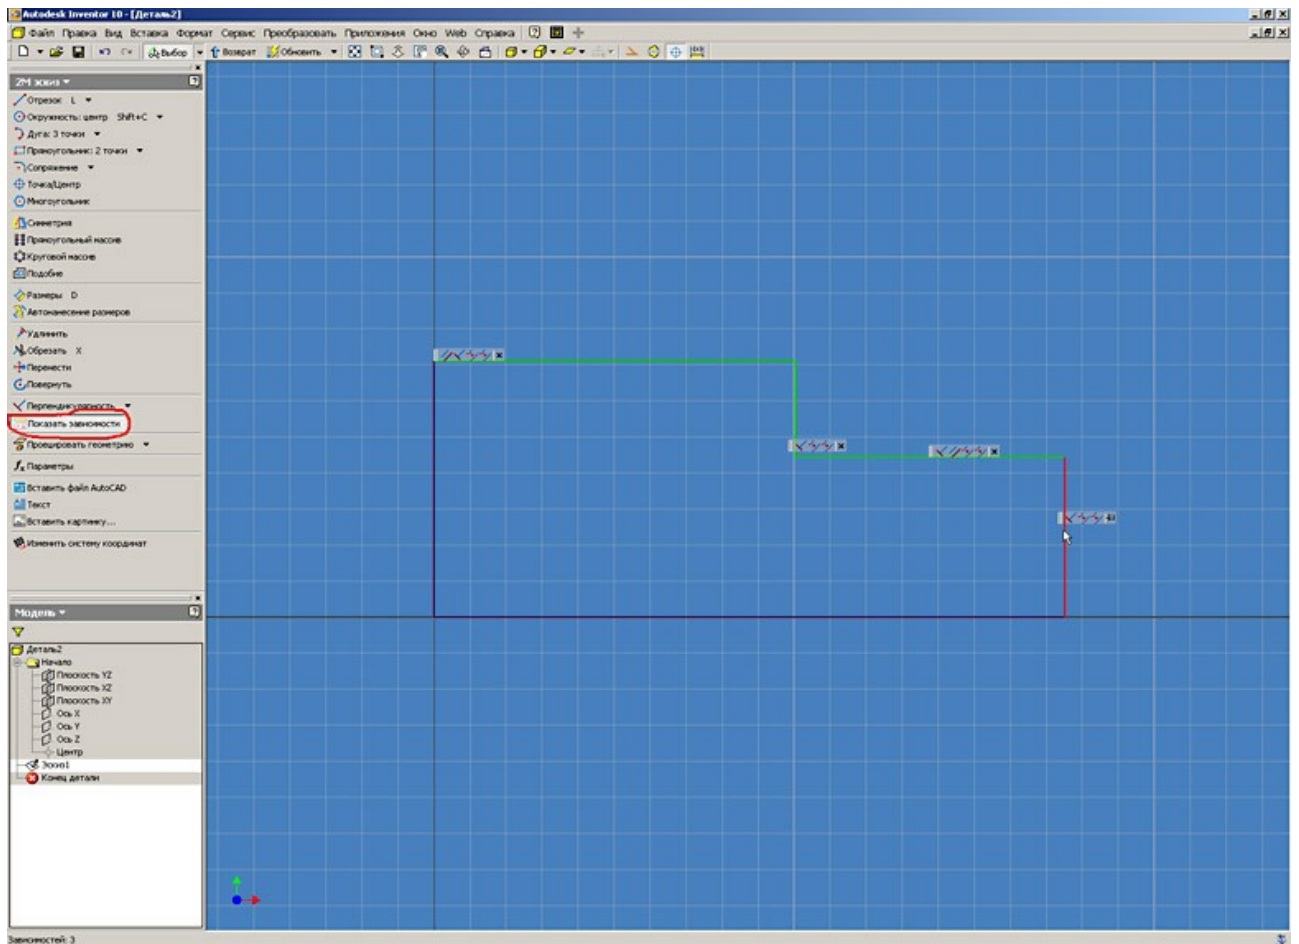 Autodesk Inventor 10 - [Деталь2]
Файл Правка Вид Вставка Формат Сервис Преобразовать Приложения Окно Web Справка
Выбор Возврат Обновить
2М эскиз
Отрезок L
Окружность: центр Shift+C
Дуга: 3 точки
Прямоугольник: 2 точки
Сопряжение
Точка/Центр
Многоугольник
Симметрия
Прямоугольный массив
Круговой массив
Подобие
Размеры D
Автонанесение размеров
Удлинить
Обрезать X
Перенести
Повернуть
Перпендикулярность
Показать зависимости
Проецировать геометрию
fx Параметры
Вставить файл AutoCAD
Текст
Вставить картинку...
Изменить систему координат
Модель
Деталь2
Начало
Плоскость YZ
Плоскость XZ
Плоскость XY
Ось X
Ось Y
Ось Z
Центр
Эскиз1
Конец детали
Зависимостей: 3